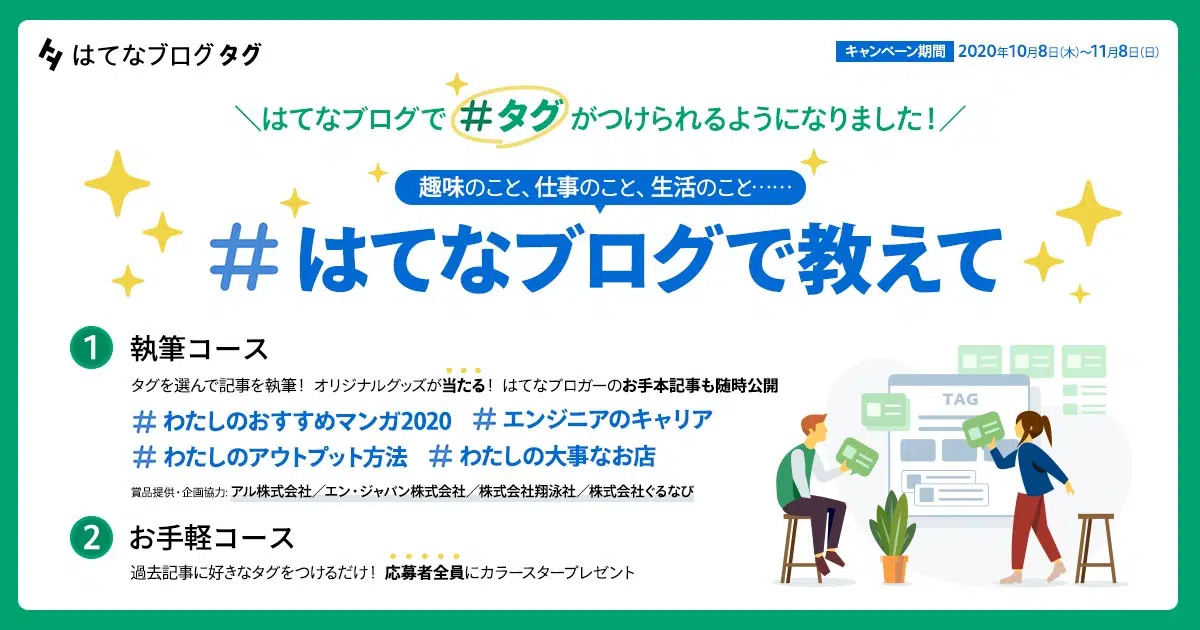 はてなブログ タグ
キャンペーン期間 2020年10月8日(木)~11月8日(日)
＼はてなブログで #タグ がつけられるようになりました!／
趣味のこと、仕事のこと、生活のこと……
#はてなブログで教えて
1 執筆コース
タグを選んで記事を執筆! オリジナルグッズが当たる! はてなブロガーのお手本記事も随時公開
#わたしのおすすめマンガ2020 #エンジニアのキャリア
#わたしのアウトプット方法 #わたしの大事なお店
賞品提供・企画協力: アル株式会社／エン・ジャパン株式会社／株式会社翔泳社／株式会社ぐるなび
2 お手軽コース
過去記事に好きなタグをつけるだけ! 応募者全員にカラースタープレゼント
TAG